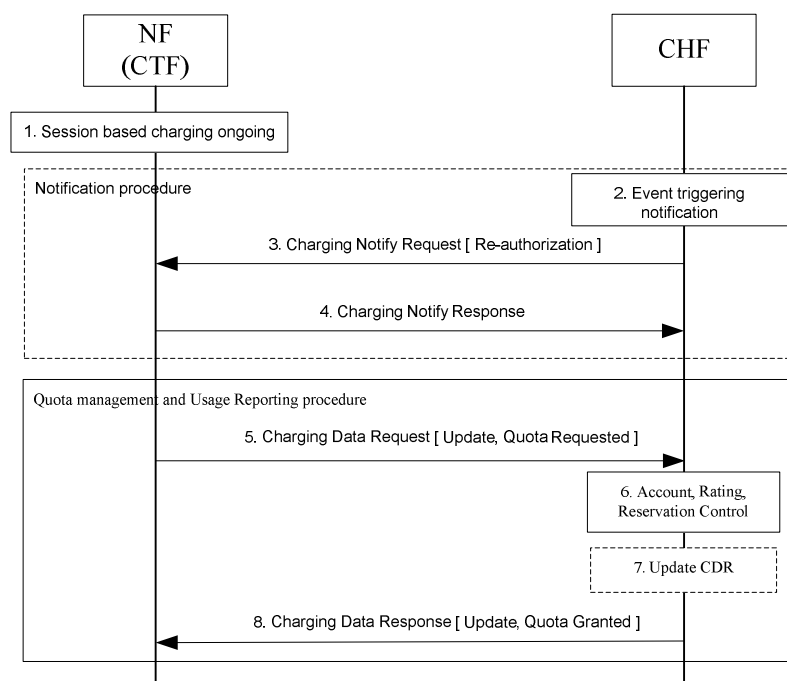 NF
(CTF)
CHF
1. Session based charging ongoing
Notification procedure
2. Event triggering
notification
3. Charging Notify Request [ Re-authorization ]
4. Charging Notify Response
Quota management and Usage Reporting procedure
5. Charging Data Request [ Update, Quota Requested ]
6. Account, Rating,
Reservation Control
7. Update CDR
8. Charging Data Response [ Update, Quota Granted ]